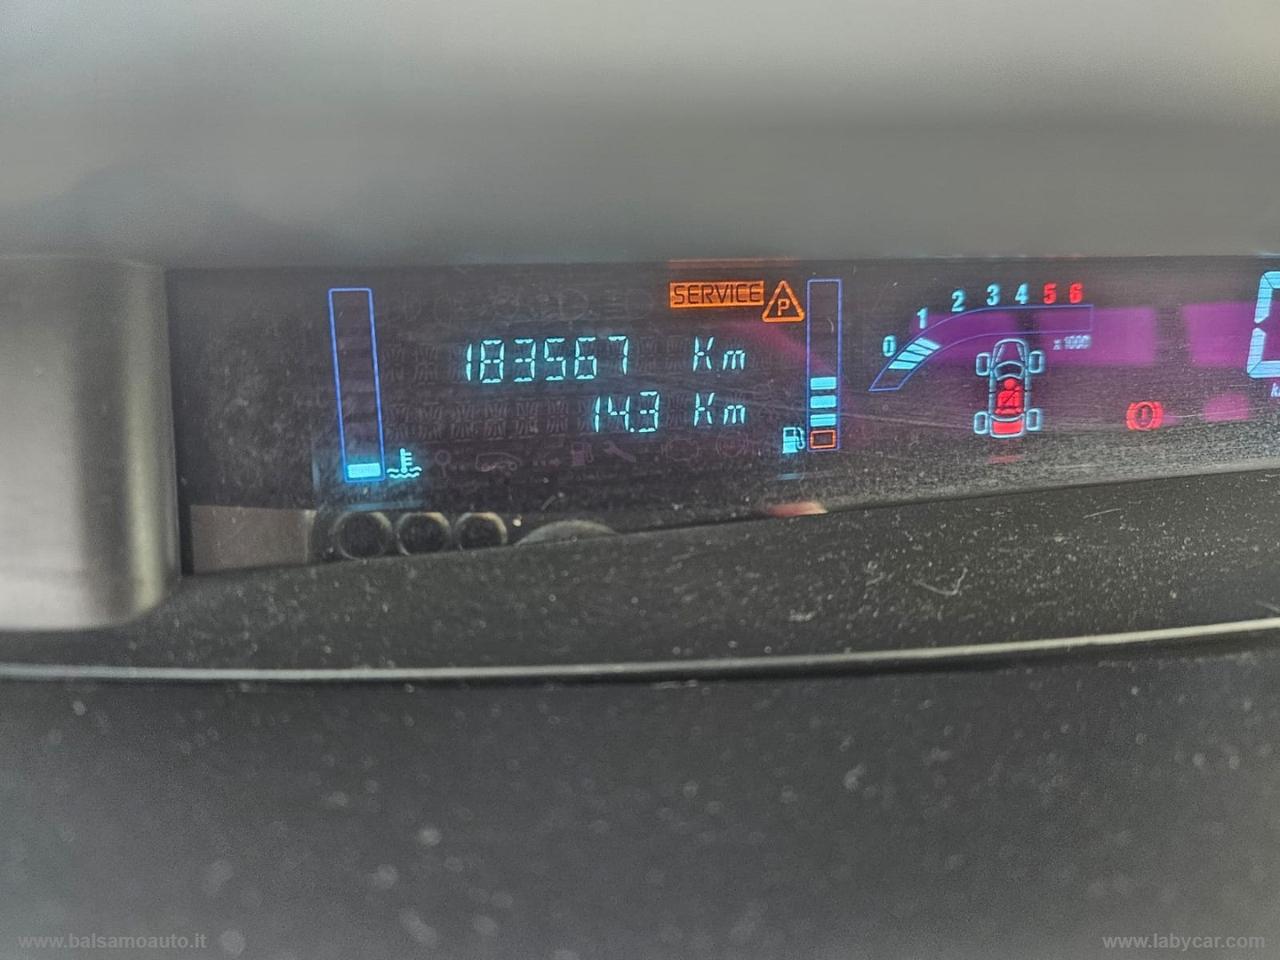 SERVICE
P
183567 Km
14.3 Km
0 1 2 3 4 5 6
x 1000
www.balsamoauto.it
www.labycar.com